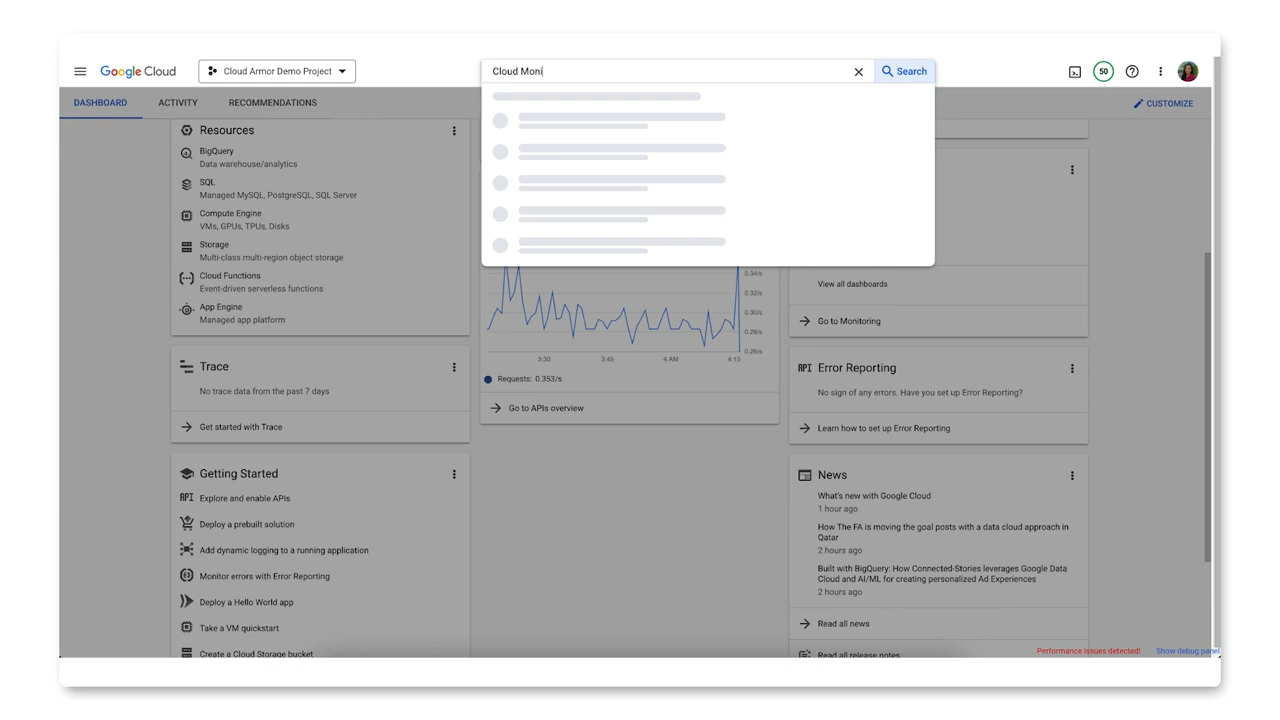 Google Cloud
Cloud Armor Demo Project
Cloud Moni
Search
50
DASHBOARD
ACTIVITY
RECOMMENDATIONS
CUSTOMIZE
Resources
BigQuery
Data warehouse/analytics
SQL
Managed MySQL, PostgreSQL, SQL Server
Compute Engine
VMs, GPUs, TPUs, Disks
Storage
Multi-class multi-region object storage
Cloud Functions
Event-driven serverless functions
App Engine
Managed app platform
Trace
No trace data from the past 7 days
Get started with Trace
Getting Started
API Explore and enable APIs
Deploy a prebuilt solution
Add dynamic logging to a running application
Monitor errors with Error Reporting
Deploy a Hello World app
Take a VM quickstart
Create a Cloud Storage bucket
0.34/s
0.32/s
0.30/s
0.28/s
0.26/s
3:30
3:45
4 AM
4:15
Requests: 0.353/s
Go to APIs overview
View all dashboards
Go to Monitoring
API Error Reporting
No sign of any errors. Have you set up Error Reporting?
Learn how to set up Error Reporting
News
What's new with Google Cloud
1 hour ago
How The FA is moving the goal posts with a data cloud approach in
Qatar
2 hours ago
Built with BigQuery: How Connected-Stories leverages Google Data
Cloud and AI/ML for creating personalized Ad Experiences
2 hours ago
Read all news
Read all release notes
Performance issues detected!
Show debug panel